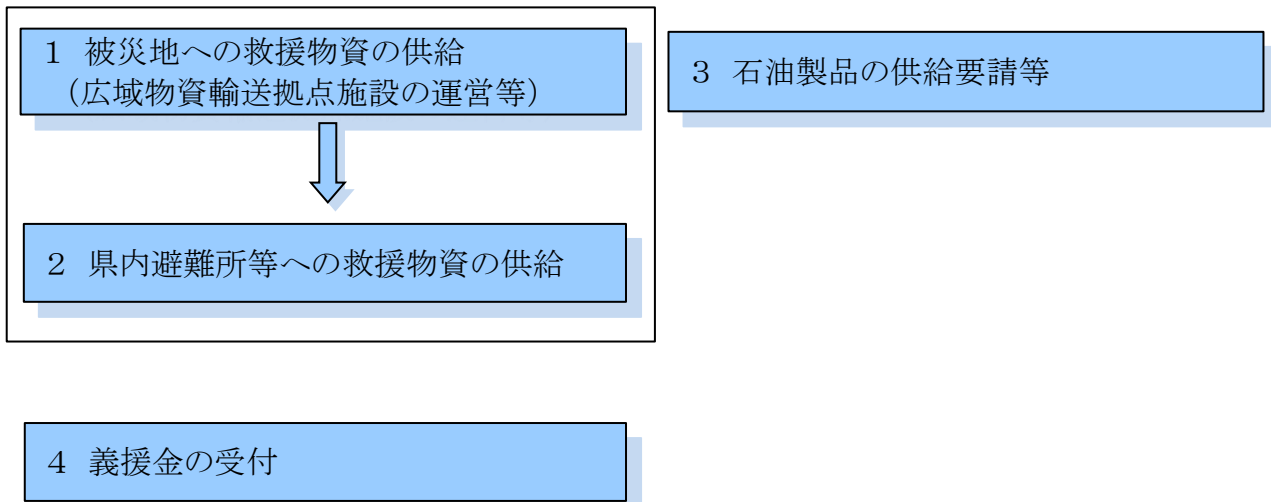 1 被災地への救援物資の供給
（広域物資輸送拠点施設の運営等）
2 県内避難所等への救援物資の供給
3 石油製品の供給要請等
4 義援金の受付